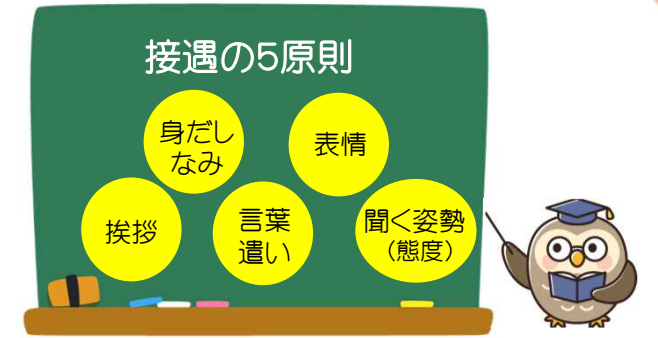 接遇の5原則
身だし
なみ
表情
挨拶
言葉
遣い
聞く姿勢
（態度）